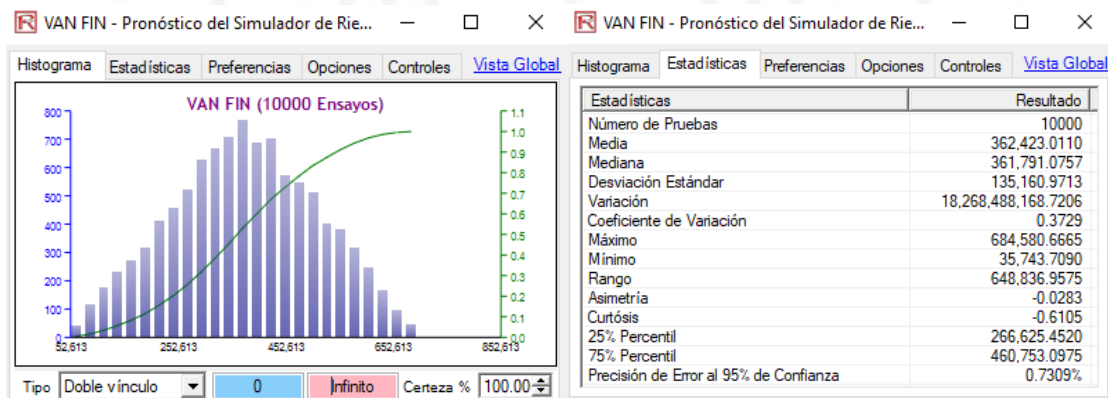 VAN FIN - Pronóstico del Simulador de Rie...
Histograma Estadísticas Preferencias Opciones Controles Vista Global
VAN FIN (10000 Ensayos)
800
700
600
500
400
300
200
100
0
1.1
1.0
0.9
0.8
0.7
0.6
0.5
0.4
0.3
0.2
0.1
0.0
52,613 252,613 452,613 652,613 852,613
Tipo Doble vínculo 0 Infinito Certeza % 100.00
VAN FIN - Pronóstico del Simulador de Rie...
Histograma Estadísticas Preferencias Opciones Controles Vista Global
Estadísticas Resultado
Número de Pruebas 10000
Media 362,423.0110
Mediana 361,791.0757
Desviación Estándar 135,160.9713
Variación 18,268,488,168.7206
Coeficiente de Variación 0.3729
Máximo 684,580.6665
Mínimo 35,743.7090
Rango 648,836.9575
Asimetría -0.0283
Curtósis -0.6105
25% Percentil 266,625.4520
75% Percentil 460,753.0975
Precisión de Error al 95% de Confianza 0.7309%